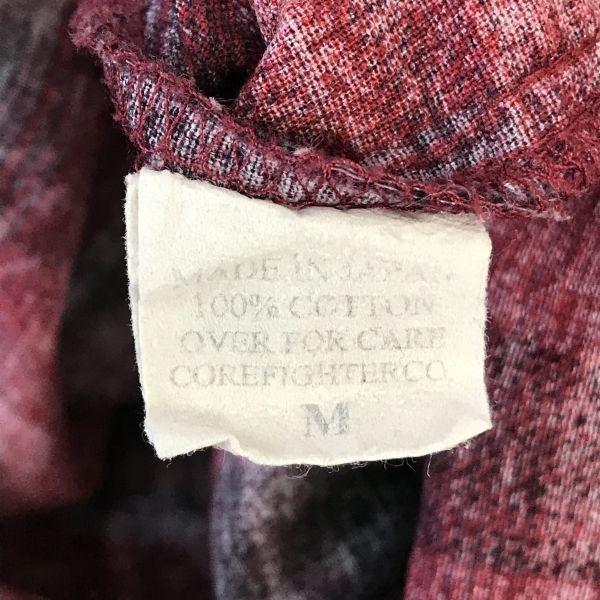 MADE IN JAPAN
100% COTTON
OVER FOR CARE
COREFIGHTERCO.
M